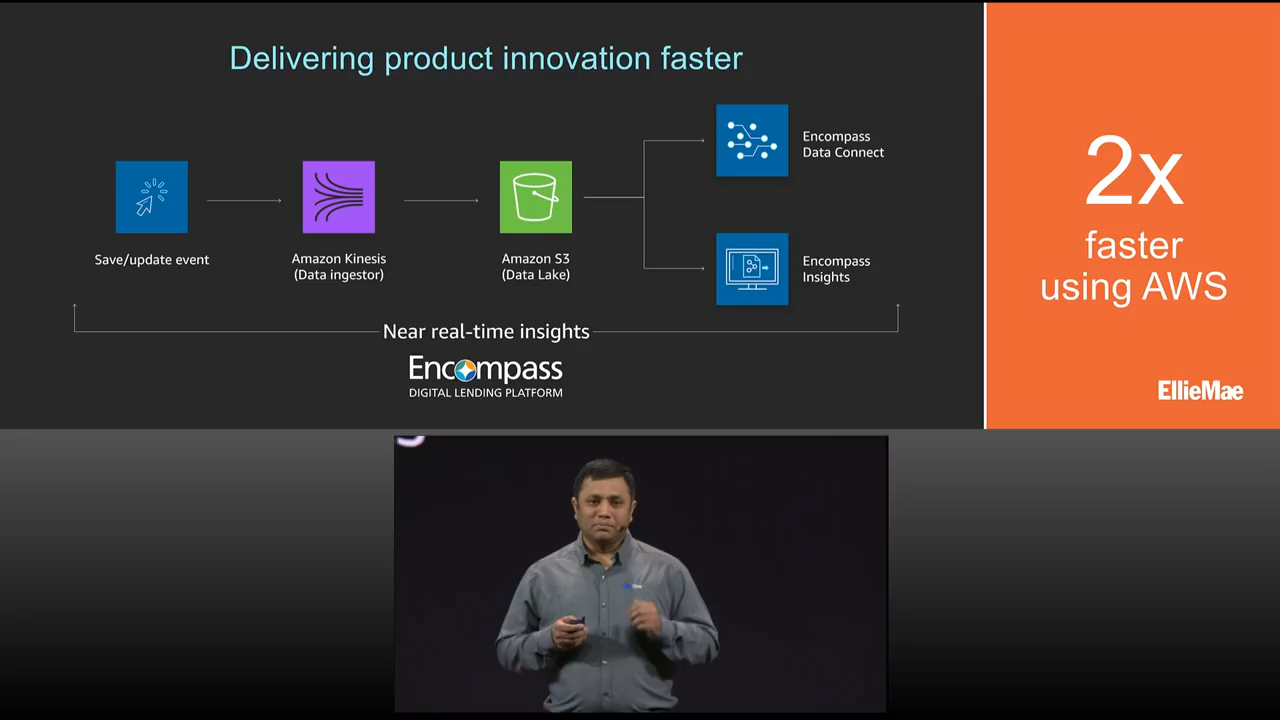 Delivering product innovation faster
Save/update event
Amazon Kinesis
(Data ingestor)
Amazon S3
(Data Lake)
Encompass
Data Connect
Encompass
Insights
Near real-time insights
Encompass
DIGITAL LENDING PLATFORM
2x
faster
using AWS
EllieMae